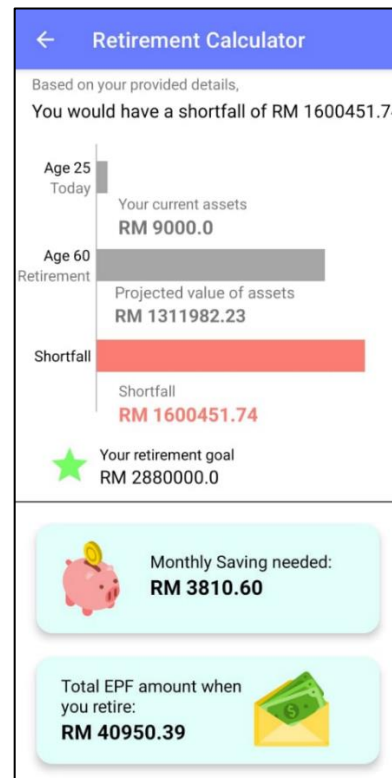 Retirement Calculator
Based on your provided details,
You would have a shortfall of RM 1600451.74
Age 25
Today
Your current assets
RM 9000.0
Age 60
Retirement
Projected value of assets
RM 1311982.23
Shortfall
Shortfall
RM 1600451.74
Your retirement goal
RM 2880000.0
Monthly Saving needed:
RM 3810.60
Total EPF amount when
you retire:
RM 40950.39